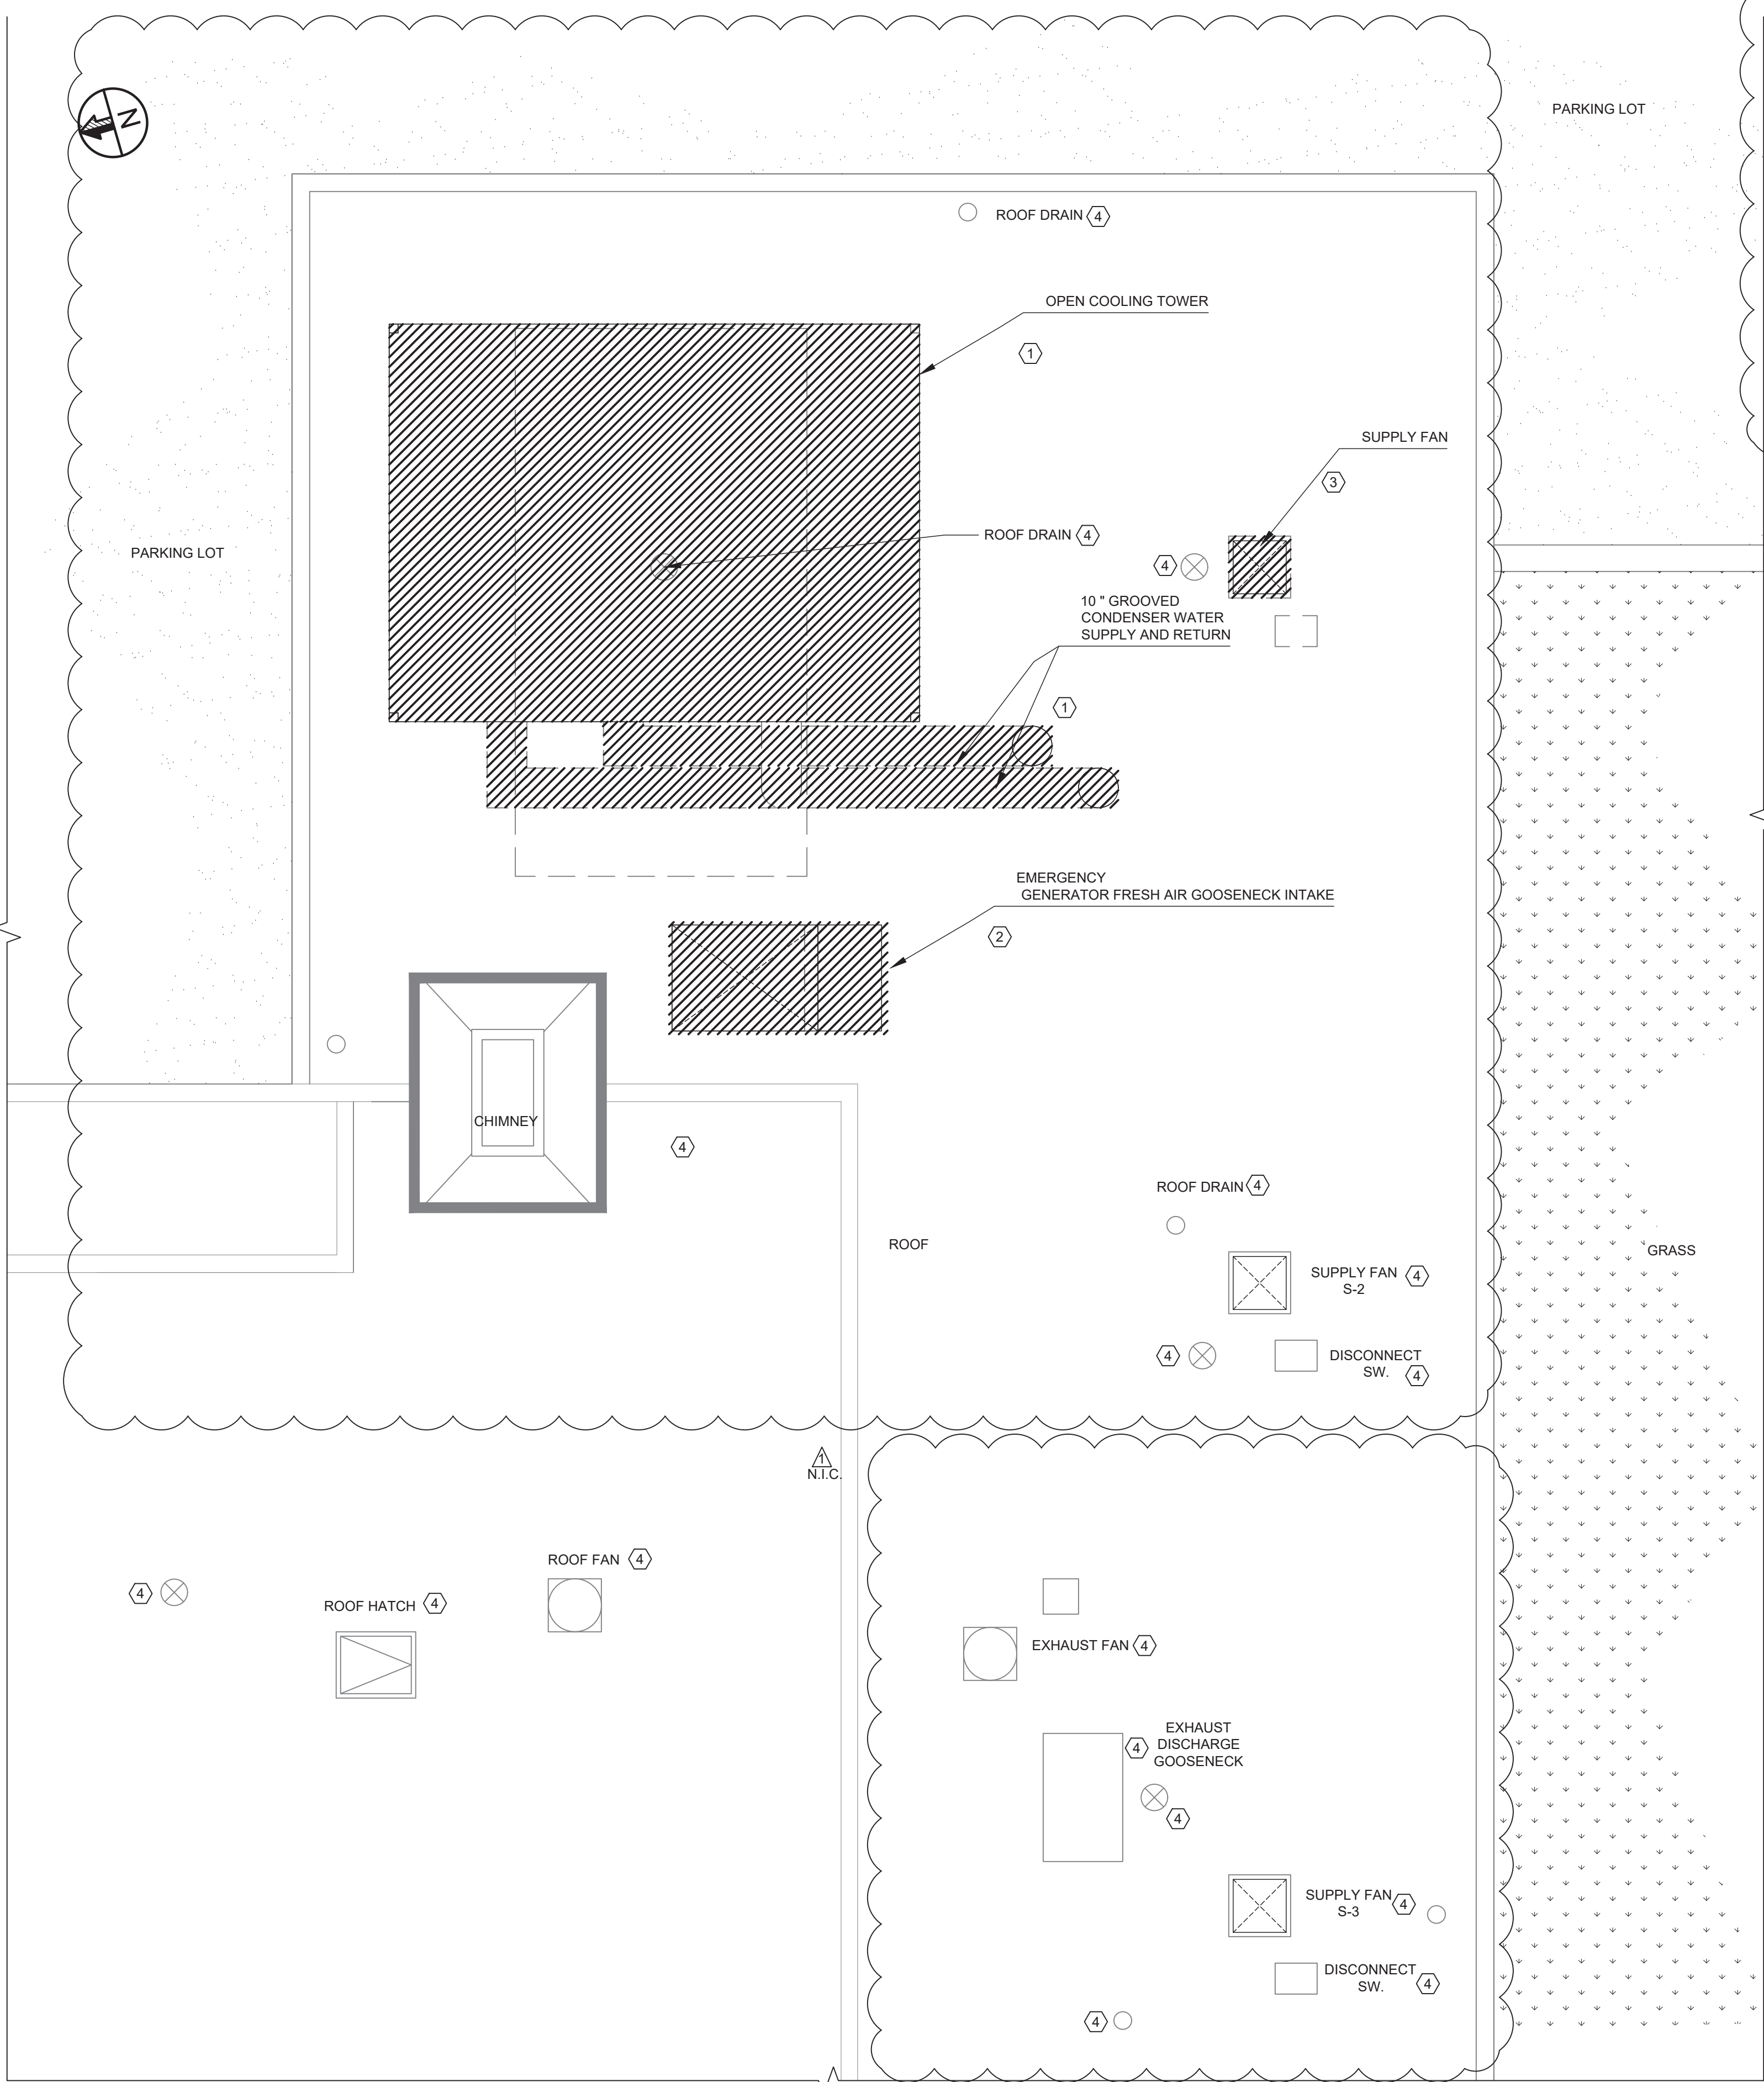 PARKING LOT
N
ROOF DRAIN 4
OPEN COOLING TOWER
1
SUPPLY FAN
3
ROOF DRAIN 4
4
PARKING LOT
10 " GROOVED
CONDENSER WATER
SUPPLY AND RETURN
1
EMERGENCY
GENERATOR FRESH AIR GOOSENECK INTAKE
2
CHIMNEY
4
ROOF DRAIN 4
ROOF
GRASS
SUPPLY FAN 4
S-2
4
DISCONNECT
SW. 4
1
N.I.C.
ROOF FAN 4
4
ROOF HATCH 4
EXHAUST FAN 4
EXHAUST
4 DISCHARGE
GOOSENECK
4
SUPPLY FAN 4
S-3
DISCONNECT
SW. 4
4